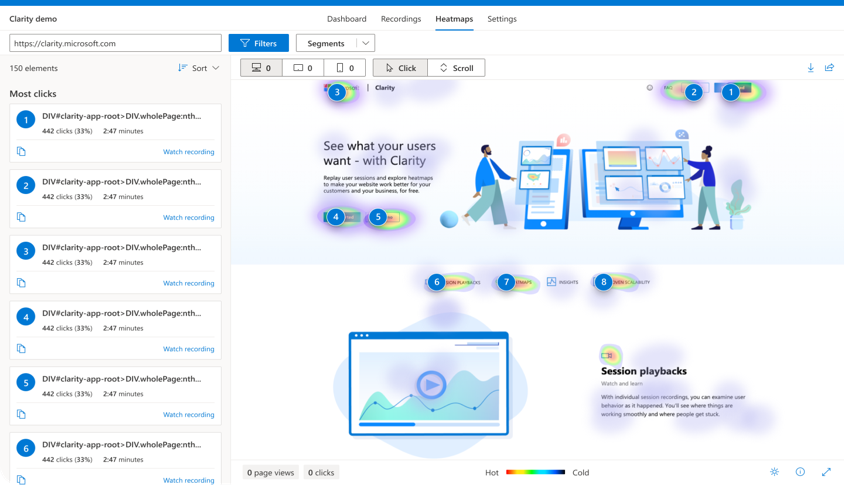 Clarity demo
Dashboard
Recordings
Heatmaps
Settings
https://clarity.microsoft.com
Filters
Segments
150 elements
Sort
0
0
0
Click
Scroll
Most clicks
1
DIV#clarity-app-root>DIV.wholePage:nth...
442 clicks (33%) 2:47 minutes
Watch recording
2
DIV#clarity-app-root>DIV.wholePage:nth...
442 clicks (33%) 2:47 minutes
Watch recording
3
DIV#clarity-app-root>DIV.wholePage:nth...
442 clicks (33%) 2:47 minutes
Watch recording
4
DIV#clarity-app-root>DIV.wholePage:nth...
442 clicks (33%) 2:47 minutes
Watch recording
5
DIV#clarity-app-root>DIV.wholePage:nth...
442 clicks (33%) 2:47 minutes
Watch recording
6
DIV#clarity-app-root>DIV.wholePage:nth...
442 clicks (33%) 2:47 minutes
Watch recording
3
Clarity
2
1
See what your users
want - with Clarity
Replay user sessions and explore heatmaps
to make your website work better for your
customers and your business, for free.
4
5
6
7
INSIGHTS
8
SCALABILITY
PLAYBACKS
Session playbacks
Watch and learn
With individual session recordings, you can examine user
behavior as it happened. You'll see where things are
working smoothly and where people get stuck.
0 page views
0 clicks
Hot
Cold